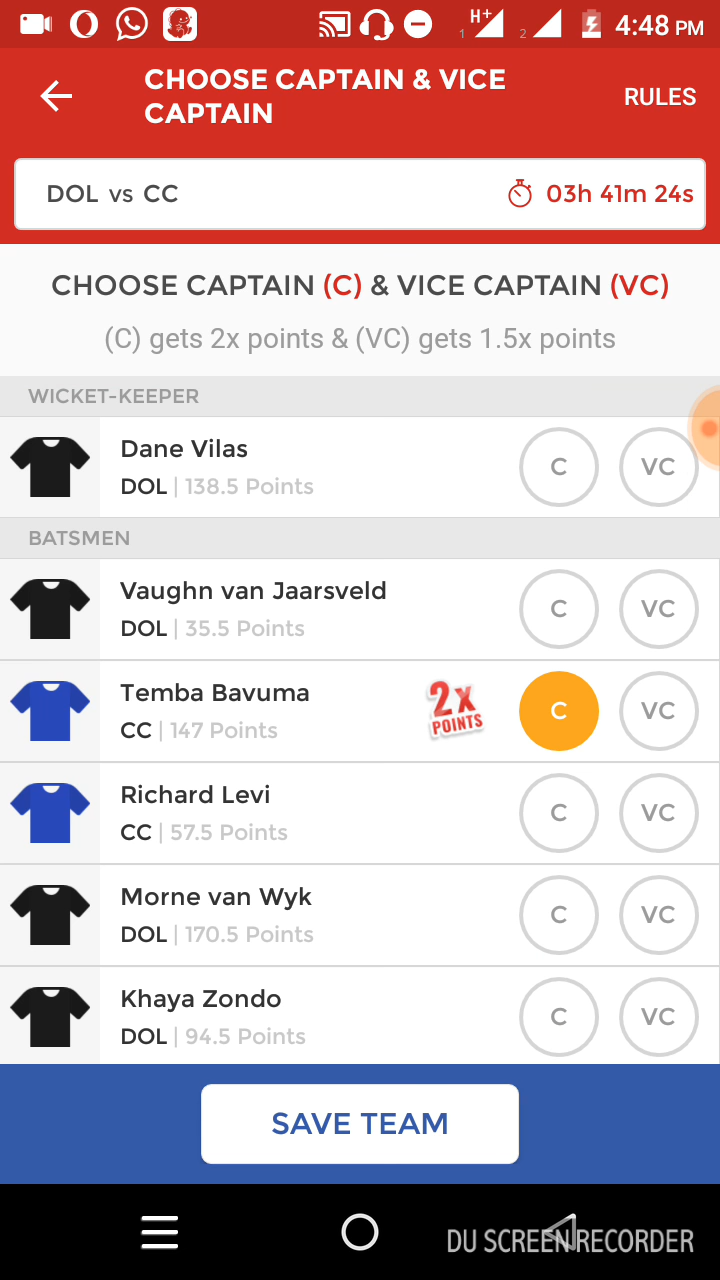 H+
1
2
4:48 PM
CHOOSE CAPTAIN & VICE
CAPTAIN
RULES
DOL vs CC
03h 41m 24s
CHOOSE CAPTAIN (C) & VICE CAPTAIN (VC)
(C) gets 2x points & (VC) gets 1.5x points
WICKET-KEEPER
Dane Vilas
DOL | 138.5 Points
C
VC
BATSMEN
Vaughn van Jaarsveld
DOL | 35.5 Points
C
VC
Temba Bavuma
CC | 147 Points
2X
POINTS
C
VC
Richard Levi
CC | 57.5 Points
C
VC
Morne van Wyk
DOL | 170.5 Points
C
VC
Khaya Zondo
DOL | 94.5 Points
C
VC
SAVE TEAM
DU SCREEN RECORDER